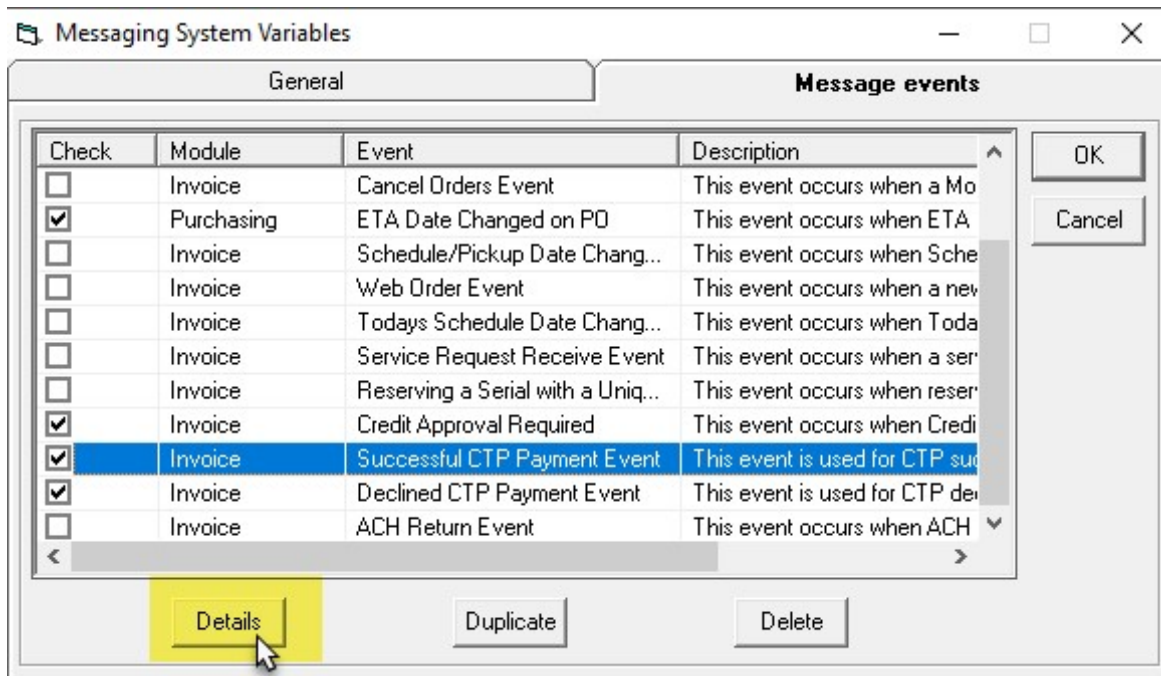 Messaging System Variables
General Message events
Check Module Event Description
Invoice Cancel Orders Event This event occurs when a Mo
Purchasing ETA Date Changed on PO This event occurs when ETA
Invoice Schedule/Pickup Date Chang... This event occurs when Sche
Invoice Web Order Event This event occurs when a new
Invoice Todays Schedule Date Chang... This event occurs when Toda
Invoice Service Request Receive Event This event occurs when a ser
Invoice Reserving a Serial with a Uniq... This event occurs when reser
Invoice Credit Approval Required This event occurs when Credi
Invoice Successful CTP Payment Event This event is used for CTP suc
Invoice Declined CTP Payment Event This event is used for CTP de
Invoice ACH Return Event This event occurs when ACH
OK
Cancel
Details Duplicate Delete